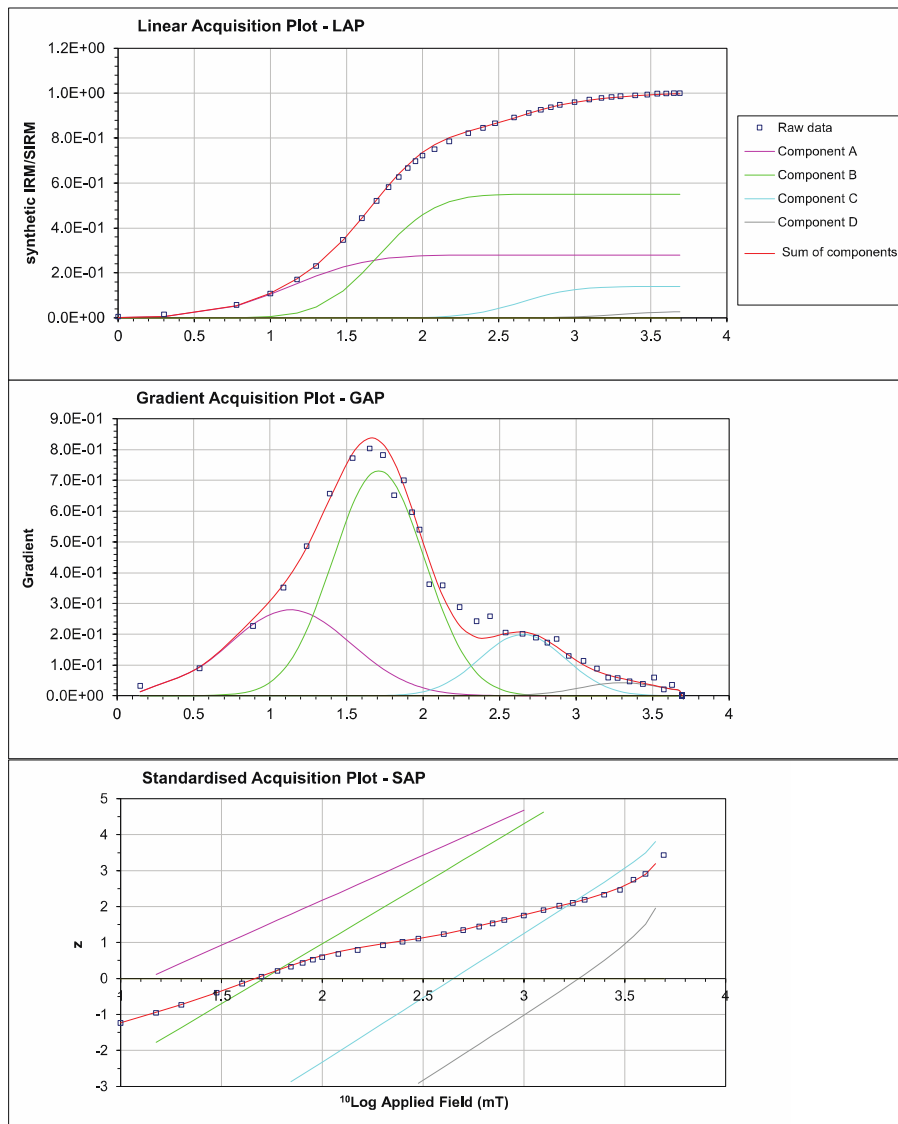 Linear Acquisition Plot - LAP
synthetic IRM/SIRM
1.2E+00
1.0E+00
8.0E-01
6.0E-01
4.0E-01
2.0E-01
0.0E+00
0 0.5 1 1.5 2 2.5 3 3.5 4
Raw data
Component A
Component B
Component C
Component D
Sum of components
Gradient Acquisition Plot - GAP
Gradient
9.0E-01
8.0E-01
7.0E-01
6.0E-01
5.0E-01
4.0E-01
3.0E-01
2.0E-01
1.0E-01
0.0E+00
0 0.5 1 1.5 2 2.5 3 3.5 4
Standardised Acquisition Plot - SAP
z
5
4
3
2
1
0
-1
-2
-3
1 1.5 2 2.5 3 3.5 4
¹⁰Log Applied Field (mT)